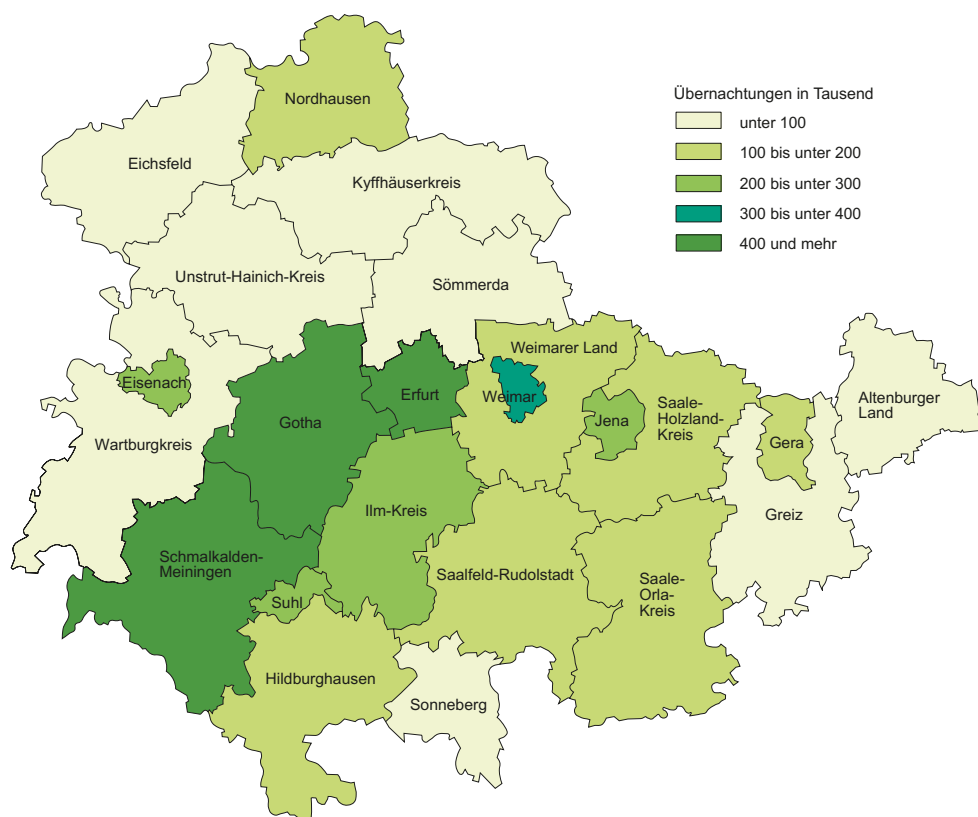 Übernachtungen in Tausend
unter 100
100 bis unter 200
200 bis unter 300
300 bis unter 400
400 und mehr
Nordhausen
Eichsfeld
Kyffhäuserkreis
Unstrut-Hainich-Kreis
Sömmerda
Weimarer Land
Eisenach
Erfurt
Weimar
Altenburger
Land
Saale-
Holzland-
Kreis
Gotha
Jena
Wartburgkreis
Gera
Ilm-Kreis
Greiz
Schmalkalden-
Meiningen
Saalfeld-Rudolstadt
Saale-
Orla-
Kreis
Suhl
Hildburghausen
Sonneberg